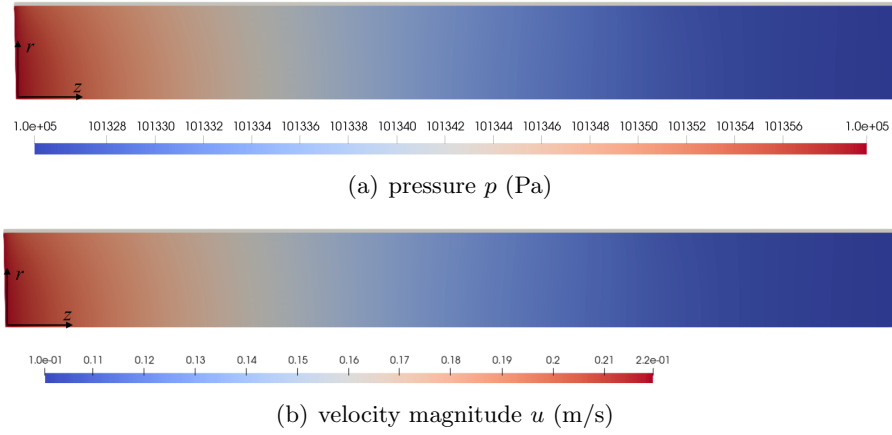 r
z
1.0e+05 101328 101330 101332 101334 101336 101338 101340 101342 101344 101346 101348 101350 101352 101354 101356 1.0e+05
(a) pressure p (Pa)
r
z
1.0e-01 0.11 0.12 0.13 0.14 0.15 0.16 0.17 0.18 0.19 0.2 0.21 2.2e-01
(b) velocity magnitude u (m/s)